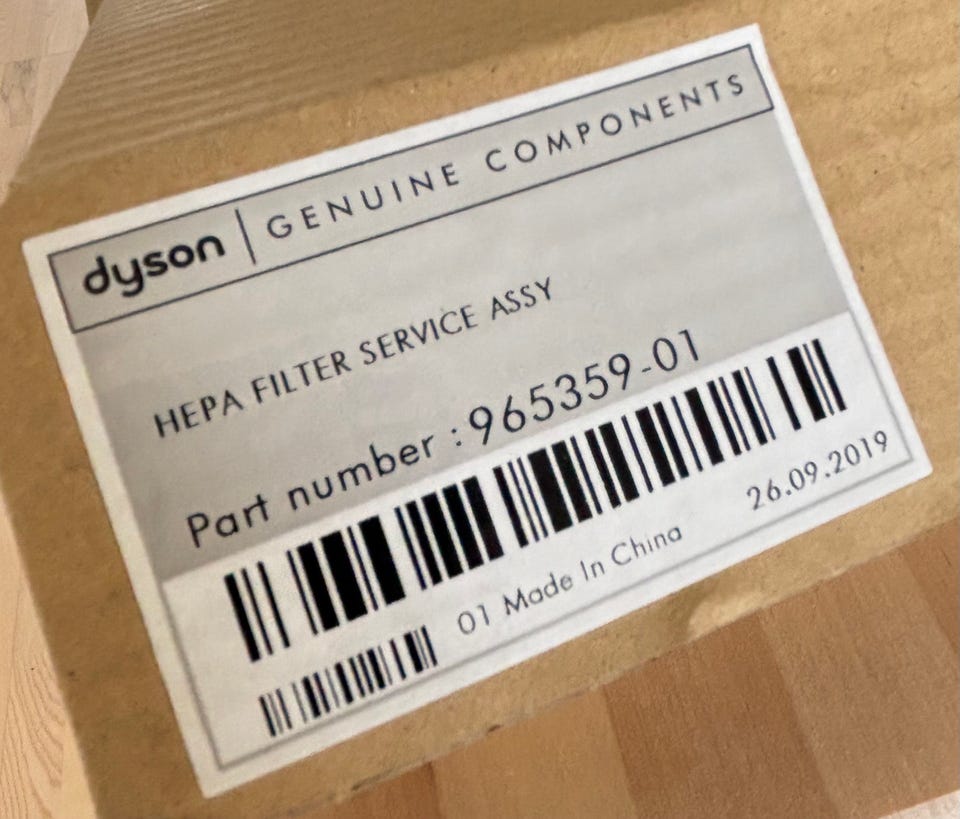 dyson | GENUINE COMPONENTS
HEPA FILTER SERVICE ASSY
Part number : 965359-01
01 Made In China 26.09.2019